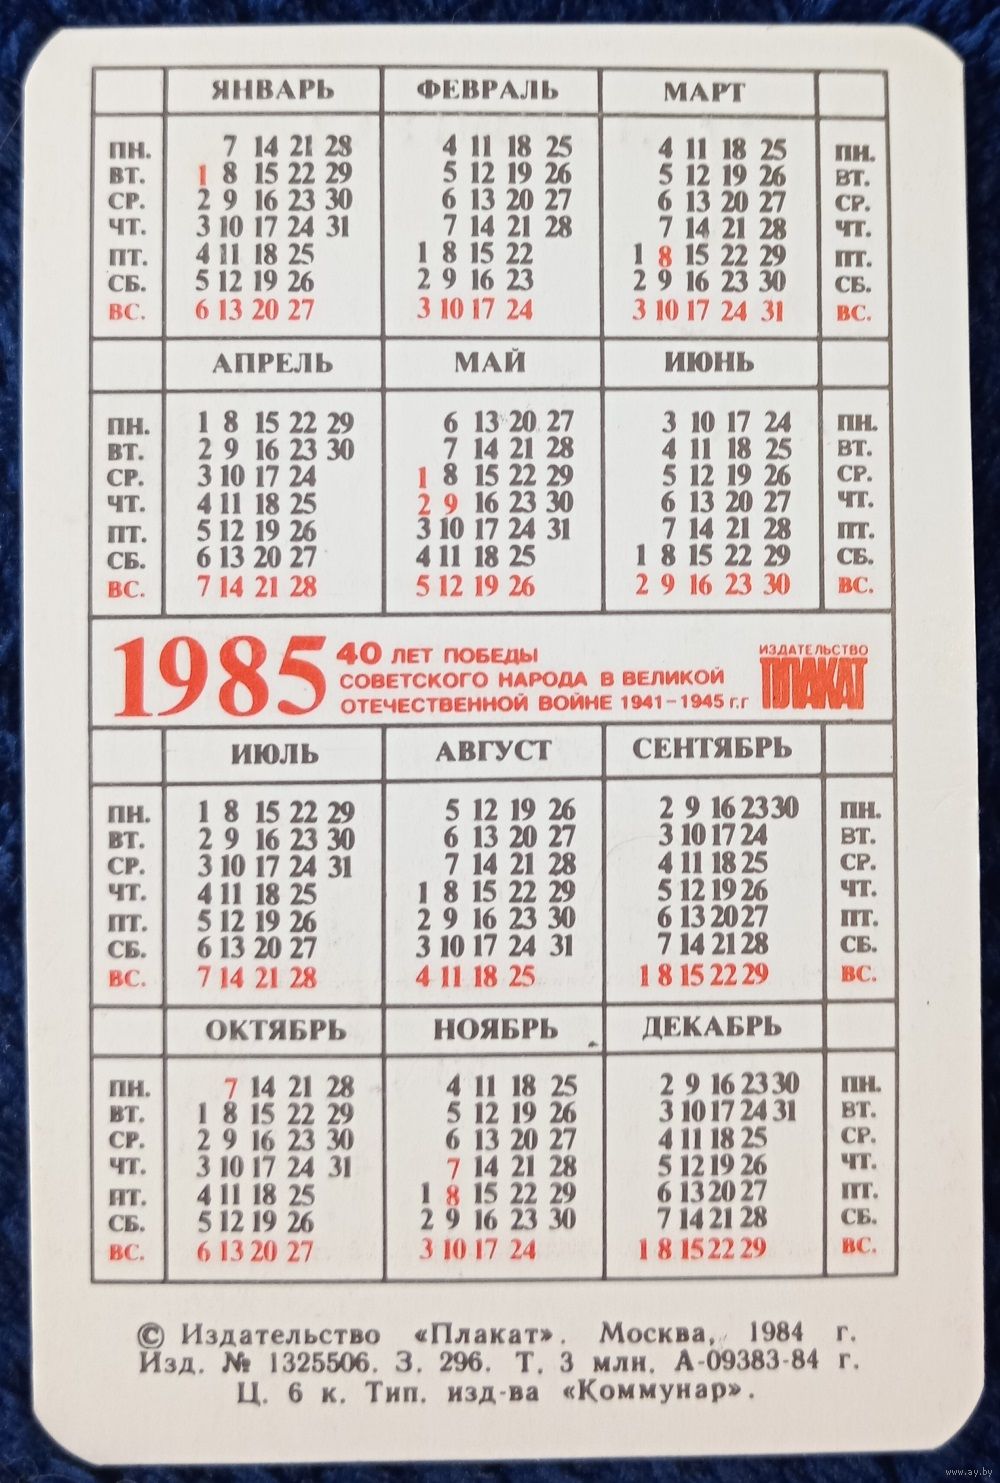 ЯНВАРЬ ФЕВРАЛЬ МАРТ
ПН. 7 14 21 28 4 11 18 25 4 11 18 25 ПН.
ВТ. 1 8 15 22 29 5 12 19 26 5 12 19 26 ВТ.
СР. 2 9 16 23 30 6 13 20 27 6 13 20 27 СР.
ЧТ. 3 10 17 24 31 7 14 21 28 7 14 21 28 ЧТ.
ПТ. 4 11 18 25 1 8 15 22 1 8 15 22 29 ПТ.
СБ. 5 12 19 26 2 9 16 23 2 9 16 23 30 СБ.
ВС. 6 13 20 27 3 10 17 24 3 10 17 24 31 ВС.
АПРЕЛЬ МАЙ ИЮНЬ
ПН. 1 8 15 22 29 6 13 20 27 3 10 17 24 ПН.
ВТ. 2 9 16 23 30 7 14 21 28 4 11 18 25 ВТ.
СР. 3 10 17 24 1 8 15 22 29 5 12 19 26 СР.
ЧТ. 4 11 18 25 2 9 16 23 30 6 13 20 27 ЧТ.
ПТ. 5 12 19 26 3 10 17 24 31 7 14 21 28 ПТ.
СБ. 6 13 20 27 4 11 18 25 1 8 15 22 29 СБ.
ВС. 7 14 21 28 5 12 19 26 2 9 16 23 30 ВС.
1985
40 ЛЕТ ПОБЕДЫ
СОВЕТСКОГО НАРОДА В ВЕЛИКОЙ
ОТЕЧЕСТВЕННОЙ ВОЙНЕ 1941-1945 г.г
ИЗДАТЕЛЬСТВО
ПЛАКАТ
ИЮЛЬ АВГУСТ СЕНТЯБРЬ
ПН. 1 8 15 22 29 5 12 19 26 2 9 16 23 30 ПН.
ВТ. 2 9 16 23 30 6 13 20 27 3 10 17 24 ВТ.
СР. 3 10 17 24 31 7 14 21 28 4 11 18 25 СР.
ЧТ. 4 11 18 25 1 8 15 22 29 5 12 19 26 ЧТ.
ПТ. 5 12 19 26 2 9 16 23 30 6 13 20 27 ПТ.
СБ. 6 13 20 27 3 10 17 24 31 7 14 21 28 СБ.
ВС. 7 14 21 28 4 11 18 25 1 8 15 22 29 ВС.
ОКТЯБРЬ НОЯБРЬ ДЕКАБРЬ
ПН. 7 14 21 28 4 11 18 25 2 9 16 23 30 ПН.
ВТ. 1 8 15 22 29 5 12 19 26 3 10 17 24 31 ВТ.
СР. 2 9 16 23 30 6 13 20 27 4 11 18 25 СР.
ЧТ. 3 10 17 24 31 7 14 21 28 5 12 19 26 ЧТ.
ПТ. 4 11 18 25 1 8 15 22 29 6 13 20 27 ПТ.
СБ. 5 12 19 26 2 9 16 23 30 7 14 21 28 СБ.
ВС. 6 13 20 27 3 10 17 24 1 8 15 22 29 ВС.
© Издательство «Плакат». Москва, 1984 г.
Изд. № 1325506. З. 296. Т. 3 млн. А-09383-84 г.
Ц. 6 к. Тип. изд-ва «Коммунар».
www.ay.by